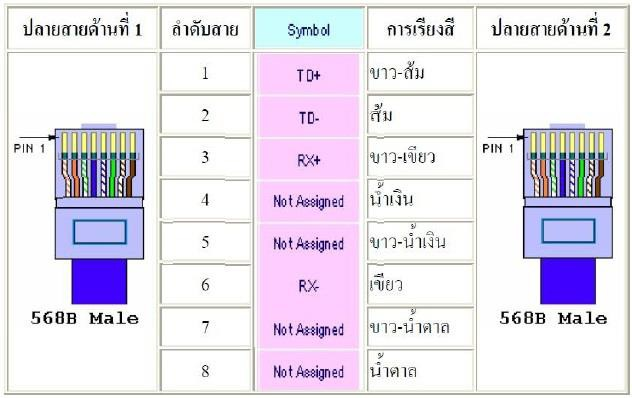 ปลายสายด้านที่ 1 ลำดับสาย Symbol การเรียงสี ปลายสายด้านที่ 2
1 TD+ ขาว-ส้ม
2 TD- ส้ม
PIN 1 3 RX+ ขาว-เขียว PIN 1
4 Not Assigned น้ำเงิน
5 Not Assigned ขาว-น้ำเงิน
6 RX- เขียว
568B Male 7 Not Assigned ขาว-น้ำตาล 568B Male
8 Not Assigned น้ำตาล